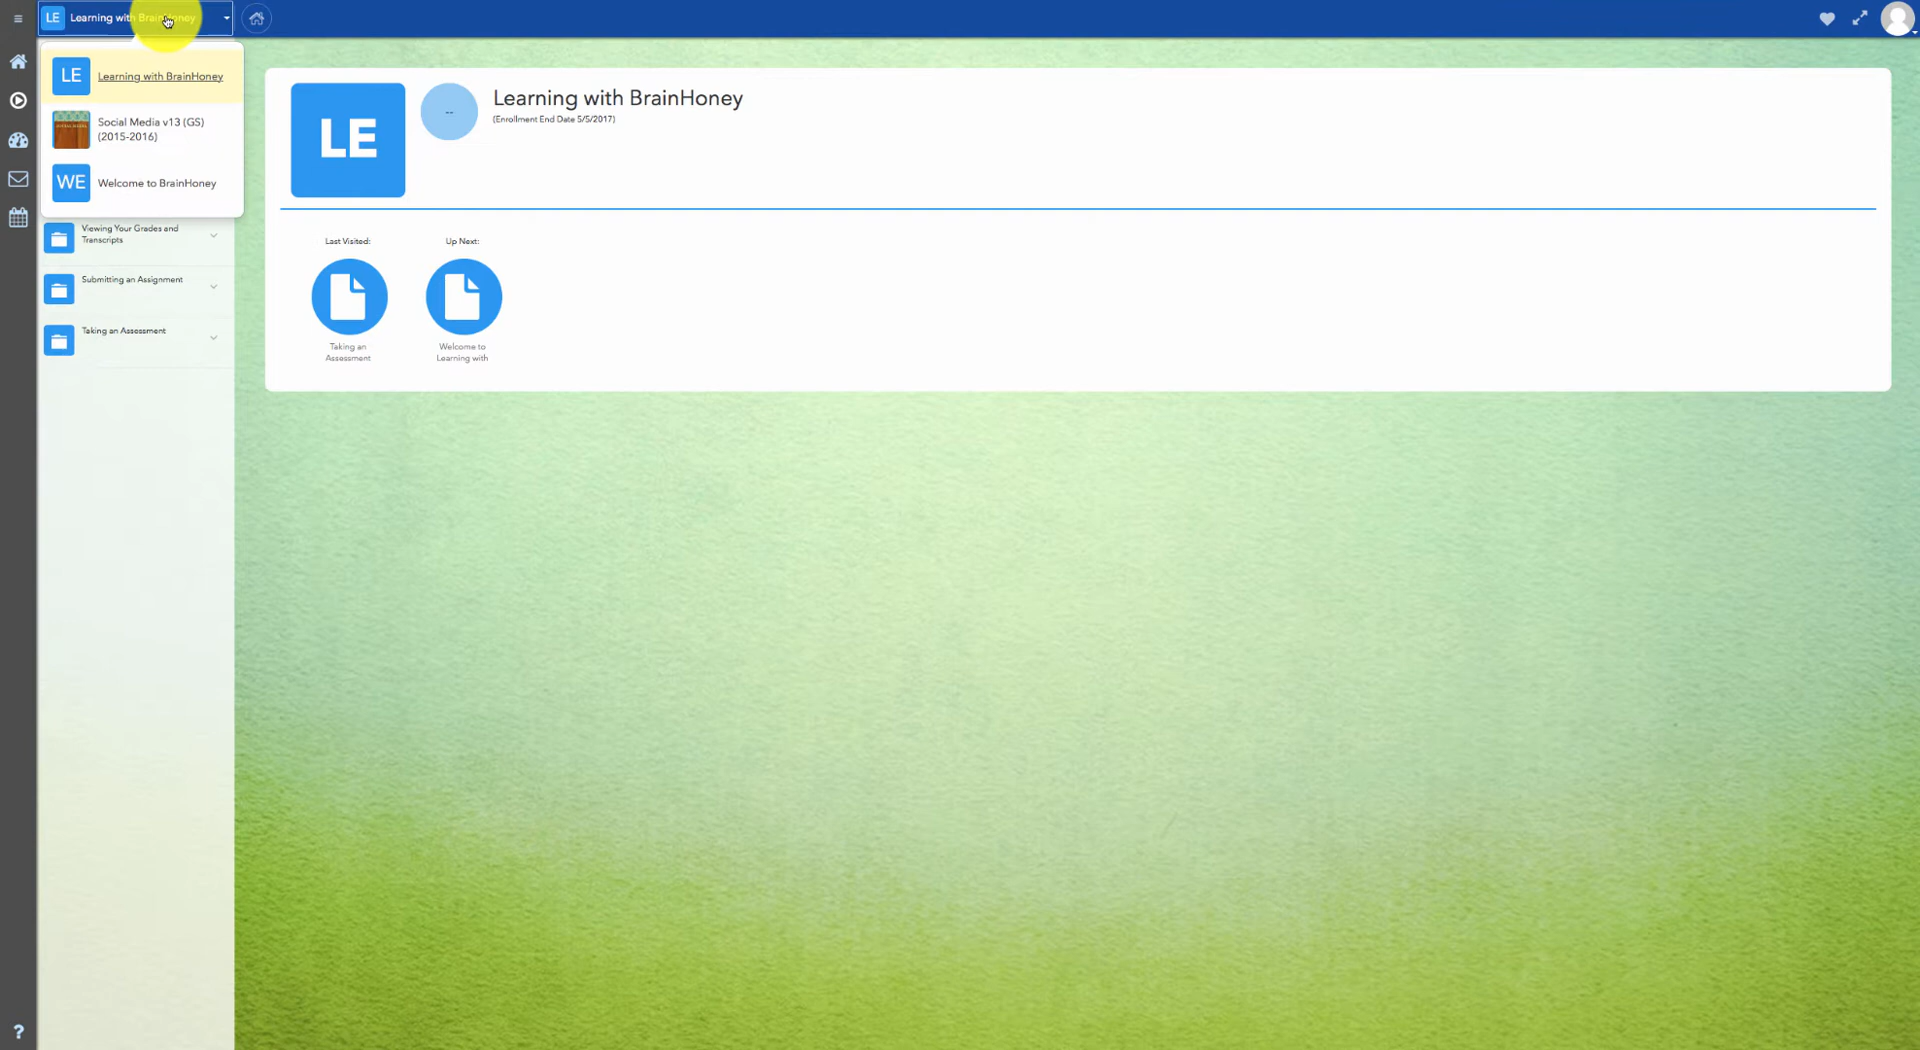 LE Learning with BrainHoney
LE Learning with BrainHoney
Social Media v13 (GS)
(2015-2016)
SOCIAL MEDIA
WE Welcome to BrainHoney
Viewing Your Grades and
Transcripts
Submitting an Assignment
Taking an Assessment
LE
--
Learning with BrainHoney
(Enrollment End Date 5/5/2017)
Last Visited:
Up Next:
Taking an
Assessment
Welcome to
Learning with
?